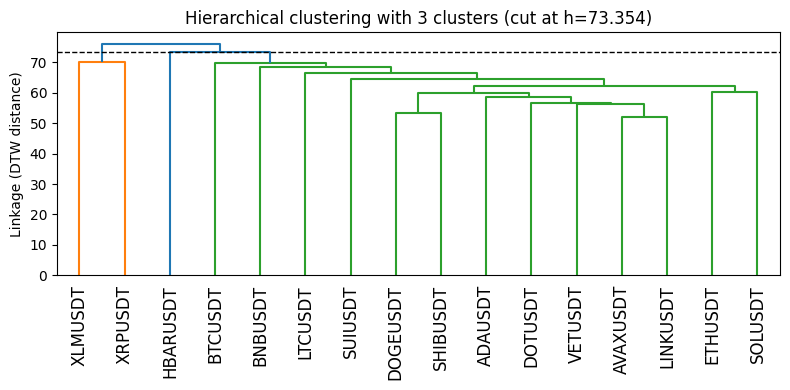 Hierarchical clustering with 3 clusters (cut at h=73.354)
Linkage (DTW distance)
70
60
50
40
30
20
10
0
XLMUSDT
XRPUSDT
HBARUSDT
BTCUSDT
BNBUSDT
LTCUSDT
SUIUSDT
DOGEUSDT
SHIBUSDT
ADAUSDT
DOTUSDT
VETUSDT
AVAXUSDT
LINKUSDT
ETHUSDT
SOLUSDT